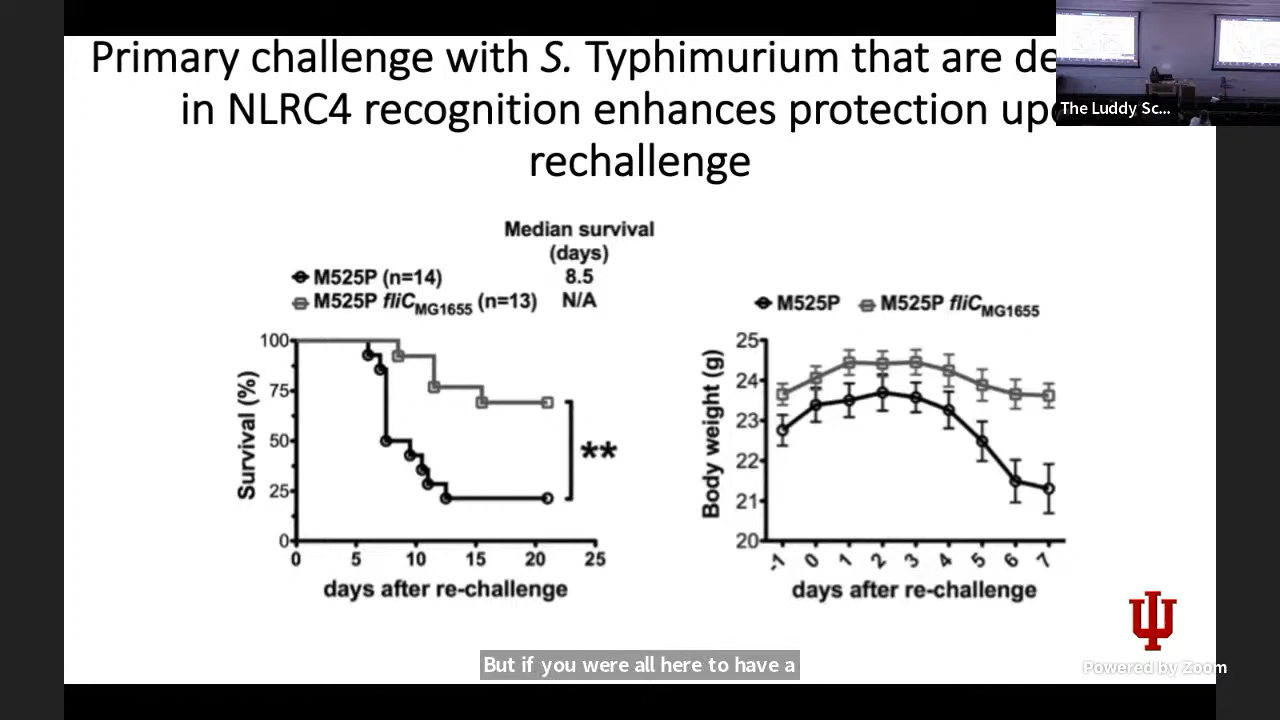 Primary challenge with S. Typhimurium that are de
in NLRC4 recognition enhances protection upo
rechallenge
The Luddy Sc...
Median survival
(days)
M525P (n=14) 8.5
M525P fliCMG1655 (n=13) N/A
100
75
50
25
0
Survival (%)
**
0 5 10 15 20 25
days after re-challenge
M525P M525P fliCMG1655
25
24
23
22
21
20
Body weight (g)
-1 0 1 2 3 4 5 6 7
days after re-challenge
But if you were all here to have a
Powered by Zoom